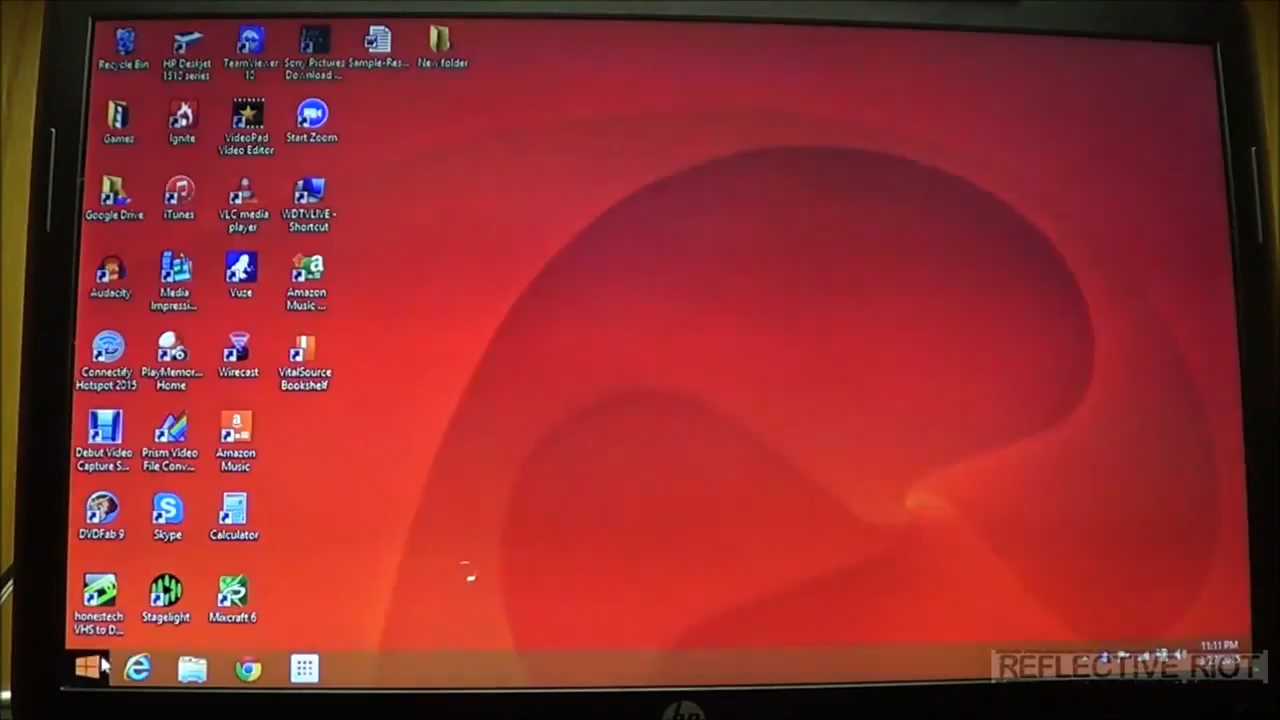 Recycle Bin
HP Deskjet
1510 series
TeamViewer
10
Sony Pictures
Download ...
Sample-Res...
New folder
Games
Ignite
VideoPad
Video Editor
Start Zoom
Google Drive
iTunes
VLC media
player
WDTVLIVE -
Shortcut
Audacity
Media
Impressi...
Vuze
Amazon
Music ...
Connectify
Hotspot 2015
PlayMemor...
Home
Wirecast
VitalSource
Bookshelf
Debut Video
Capture S...
Prism Video
File Conv...
Amazon
Music
DVDFab 9
Skype
Calculator
honestech
VHS to D...
Stagelight
Mixcraft 6
11:11 PM
REFLECTIVE RIOT
hp